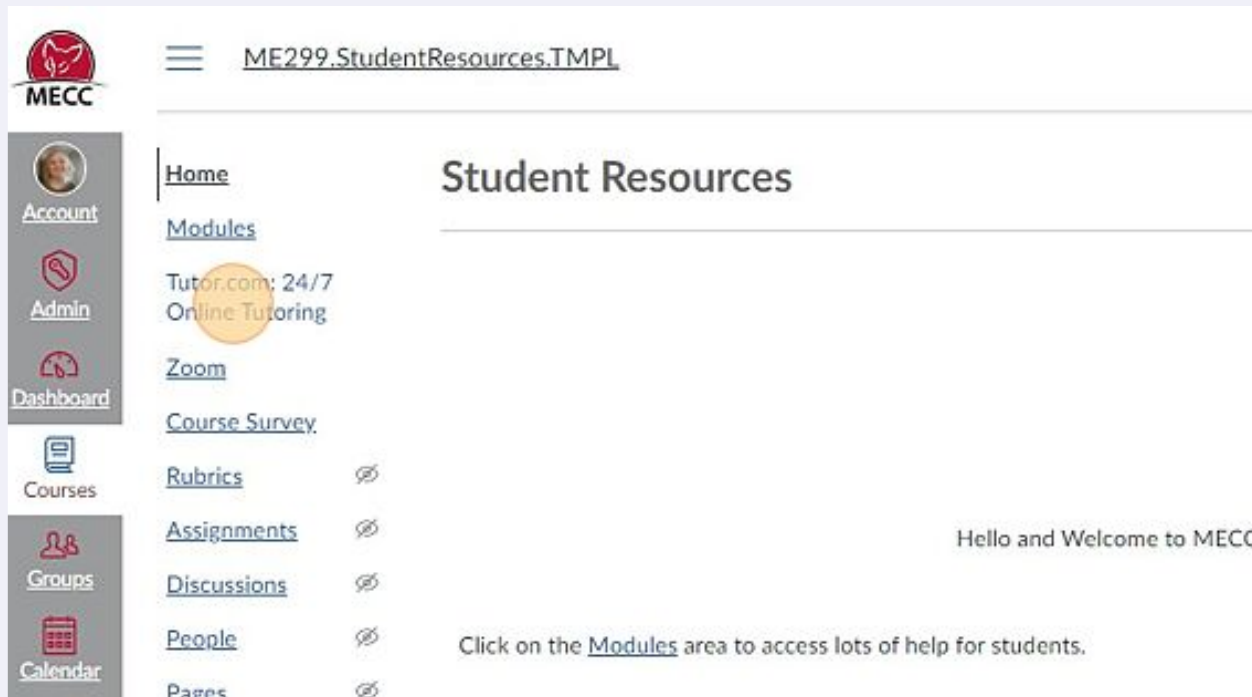 MECC
ME299.StudentResources.TMPL
Account
Admin
Dashboard
Courses
Groups
Calendar
Home
Modules
Tutor.com: 24/7
Online Tutoring
Zoom
Course Survey
Rubrics
Assignments
Discussions
People
Pages
Student Resources
Hello and Welcome to MECC
Click on the Modules area to access lots of help for students.